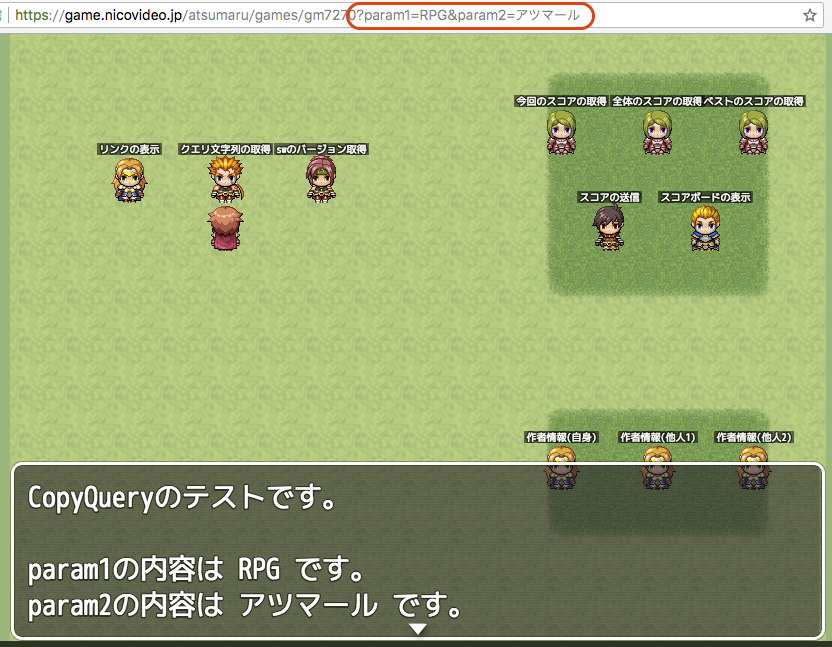 https://game.nicovideo.jp/atsumaru/games/gm7270?param1=RPG&param2=アツマール
今回のスコアの取得 全体のスコアの取得 ベストのスコアの取得
リンクの表示 クエリ文字列の取得 swのバージョン取得
スコアの送信 スコアボードの表示
作者情報(自身) 作者情報(他人1) 作者情報(他人2)
CopyQueryのテストです。
param1の内容は RPG です。
param2の内容は アツマール です。